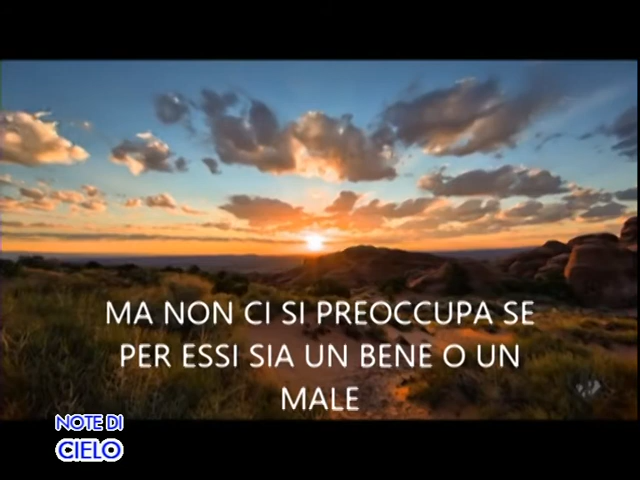 MA NON CI SI PREOCCUPA SE
PER ESSI SIA UN BENE O UN
MALE
NOTE DI
CIELO